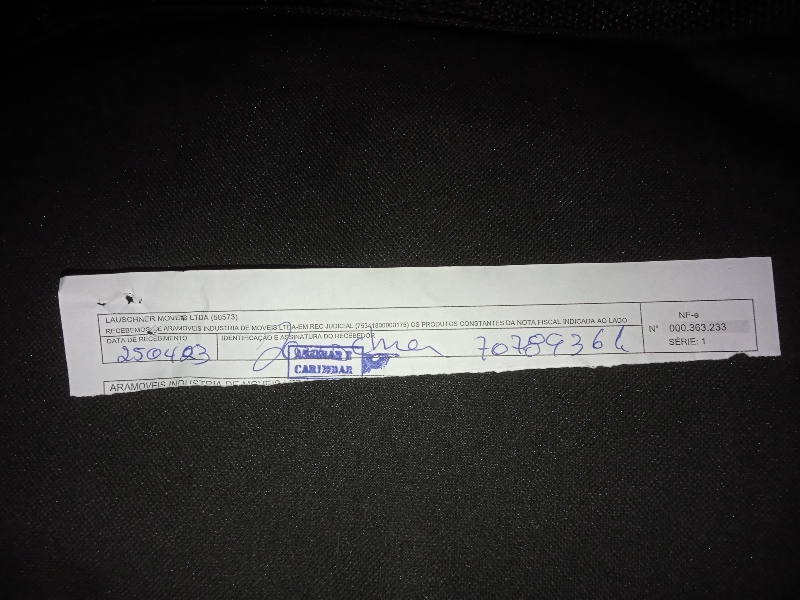 LAUSCHNER MOVEIS LTDA (50573)
RECEBEMOS DE ARAMOVEIS INDUSTRIA DE MOVEIS LTDA-EM REC JUDICIAL (75341800000175) OS PRODUTOS CONSTANTES DA NOTA FISCAL INDICADA AO LADO
DATA DE RECEBIMENTO
250423
IDENTIFICAÇÃO E ASSINATURA DO RECEBEDOR
CARIMBAR
NF-e
N° 000.363.233
SÉRIE: 1
ARAMOVEIS INDUSTRIA DE MOVEIS